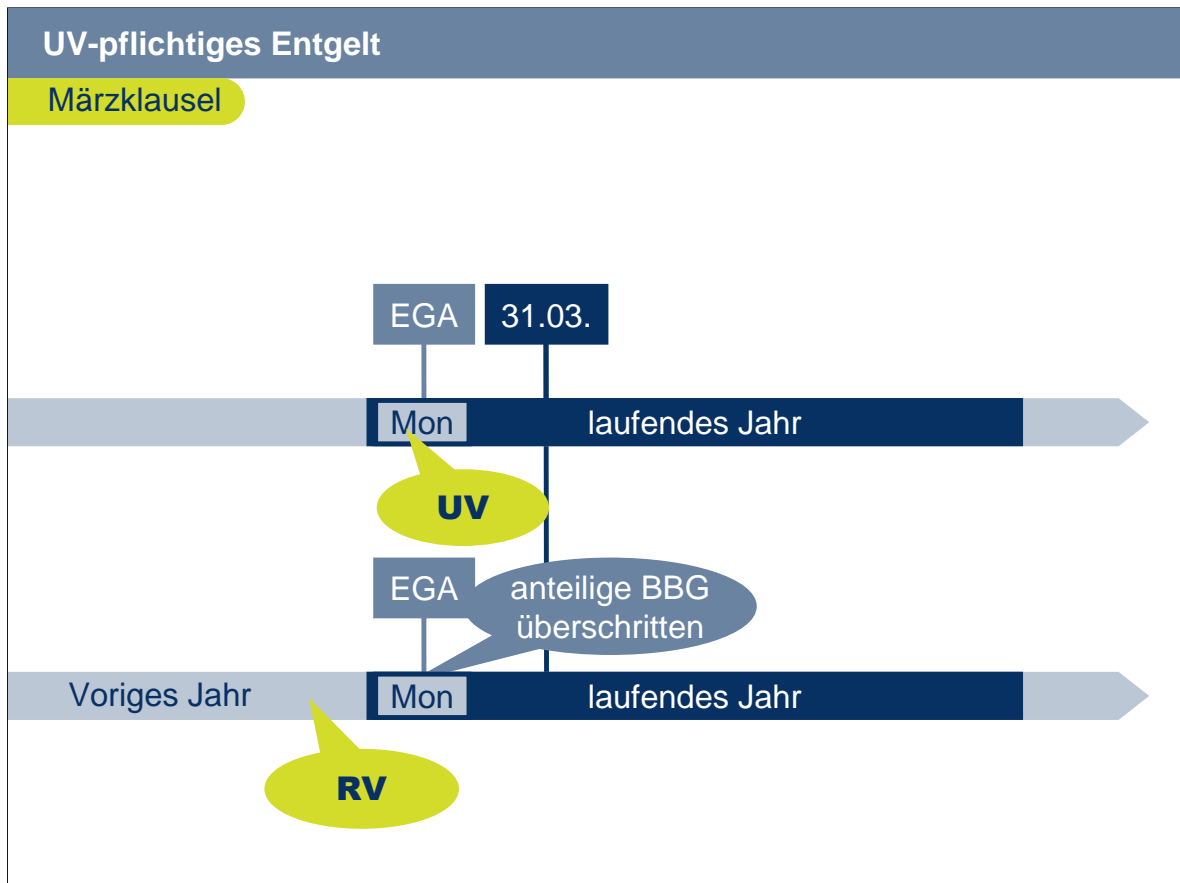 UV-pflichtiges Entgelt
Märzklausel
EGA
31.03.
Mon
laufendes Jahr
UV
EGA
anteilige BBG
überschritten
Voriges Jahr
Mon
laufendes Jahr
RV